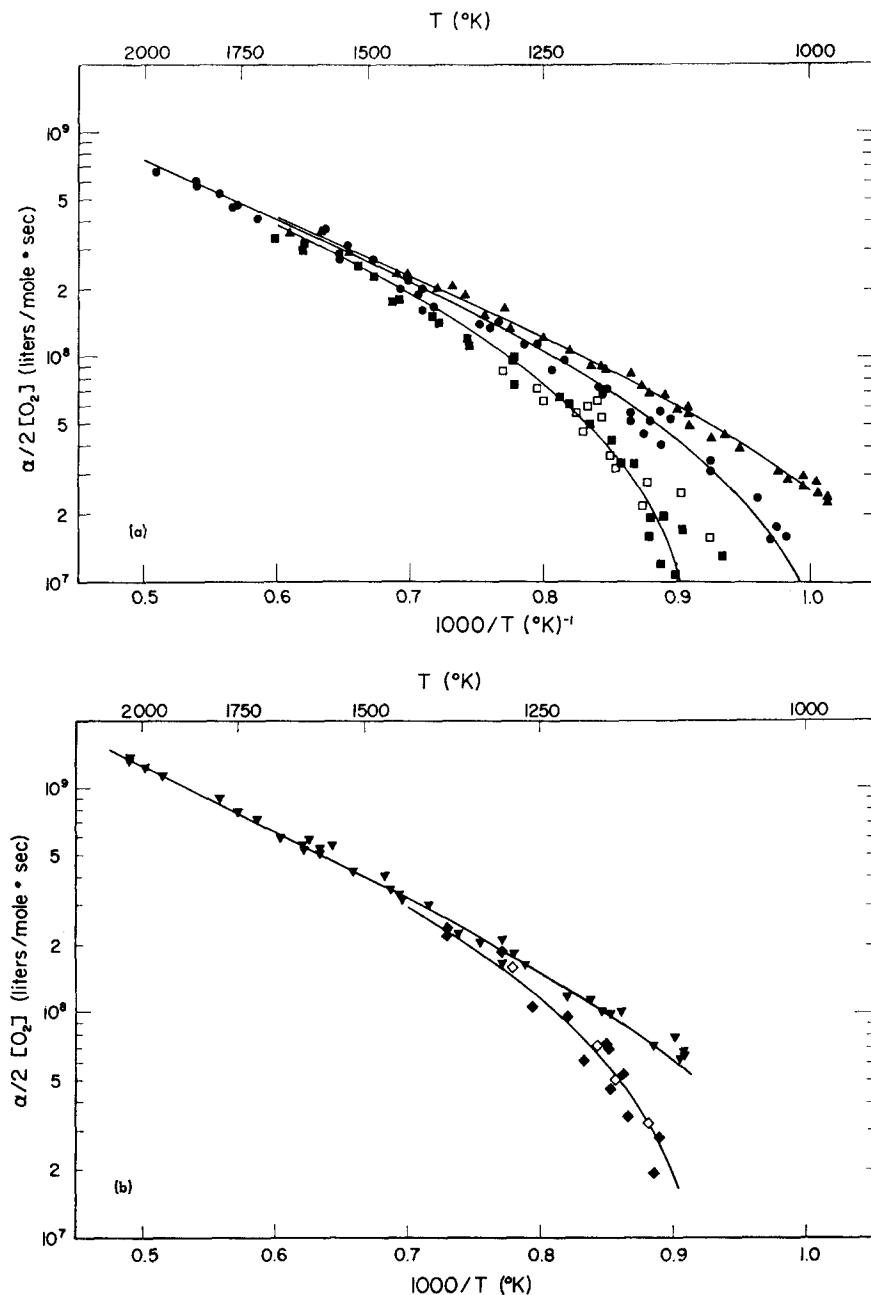 T (°K)
2000 1750 1500 1250 1000
10⁹
5
2
10⁸
5
2
10⁷
α/2 [O₂] (liters/mole • sec)
(a)
0.5 0.6 0.7 0.8 0.9 1.0
1000/T (°K)⁻¹
T (°K)
2000 1750 1500 1250 1000
10⁹
5
2
10⁸
5
2
10⁷
α/2 [O₂] (liters/mole • sec)
(b)
0.5 0.6 0.7 0.8 0.9 1.0
1000/T (°K)